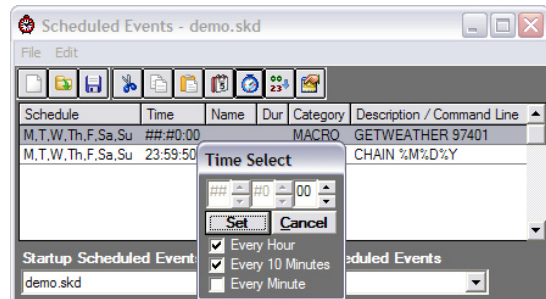 Scheduled Events - demo.skd
File Edit
Schedule Time Name Dur Category Description / Command Line
M,T,W,Th,F,Sa,Su ##:#0:00 MACRO GETWEATHER 97401
M,T,W,Th,F,Sa,Su 23:59:50 CHAIN %M%D%Y
Time Select
## #0 00
Set Cancel
Every Hour
Every 10 Minutes
Every Minute
Startup Scheduled Event eduled Events
demo.skd